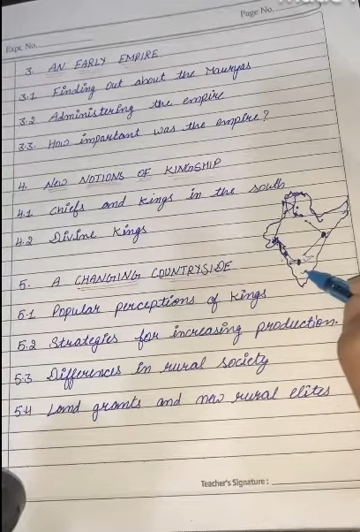 Page No.
Expt. No.
3. AN EARLY EMPIRE
3.1 Finding out about the Mauryas
3.2 Administering the empire
3.3 How important was the empire?
4. NEW NOTIONS OF KINGSHIP
4.1 Chiefs and kings in the south
4.2 Divine kings
5. A CHANGING COUNTRYSIDE
5.1 Popular perceptions of kings
5.2 Strategies for increasing production
5.3 Differences in rural society
5.4 Land grants and new rural elites
Teacher's Signature :